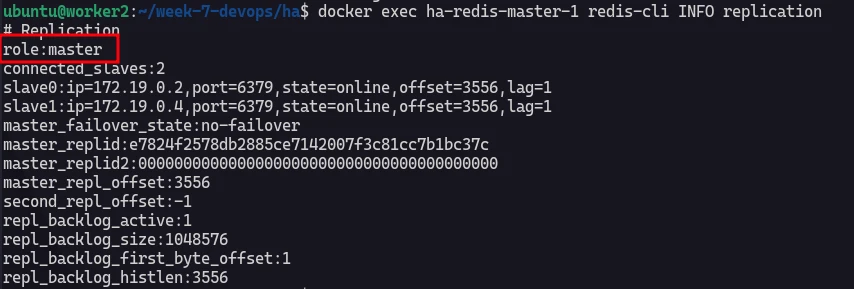 ubuntu@worker2:~/week-7-devops/ha$ docker exec ha-redis-master-1 redis-cli INFO replication
# Replication
role:master
connected_slaves:2
slave0:ip=172.19.0.2,port=6379,state=online,offset=3556,lag=1
slave1:ip=172.19.0.4,port=6379,state=online,offset=3556,lag=1
master_failover_state:no-failover
master_replid:e7824f2578db2885ce7142007f3c81cc7b1bc37c
master_replid2:0000000000000000000000000000000000000000
master_repl_offset:3556
second_repl_offset:-1
repl_backlog_active:1
repl_backlog_size:1048576
repl_backlog_first_byte_offset:1
repl_backlog_histlen:3556